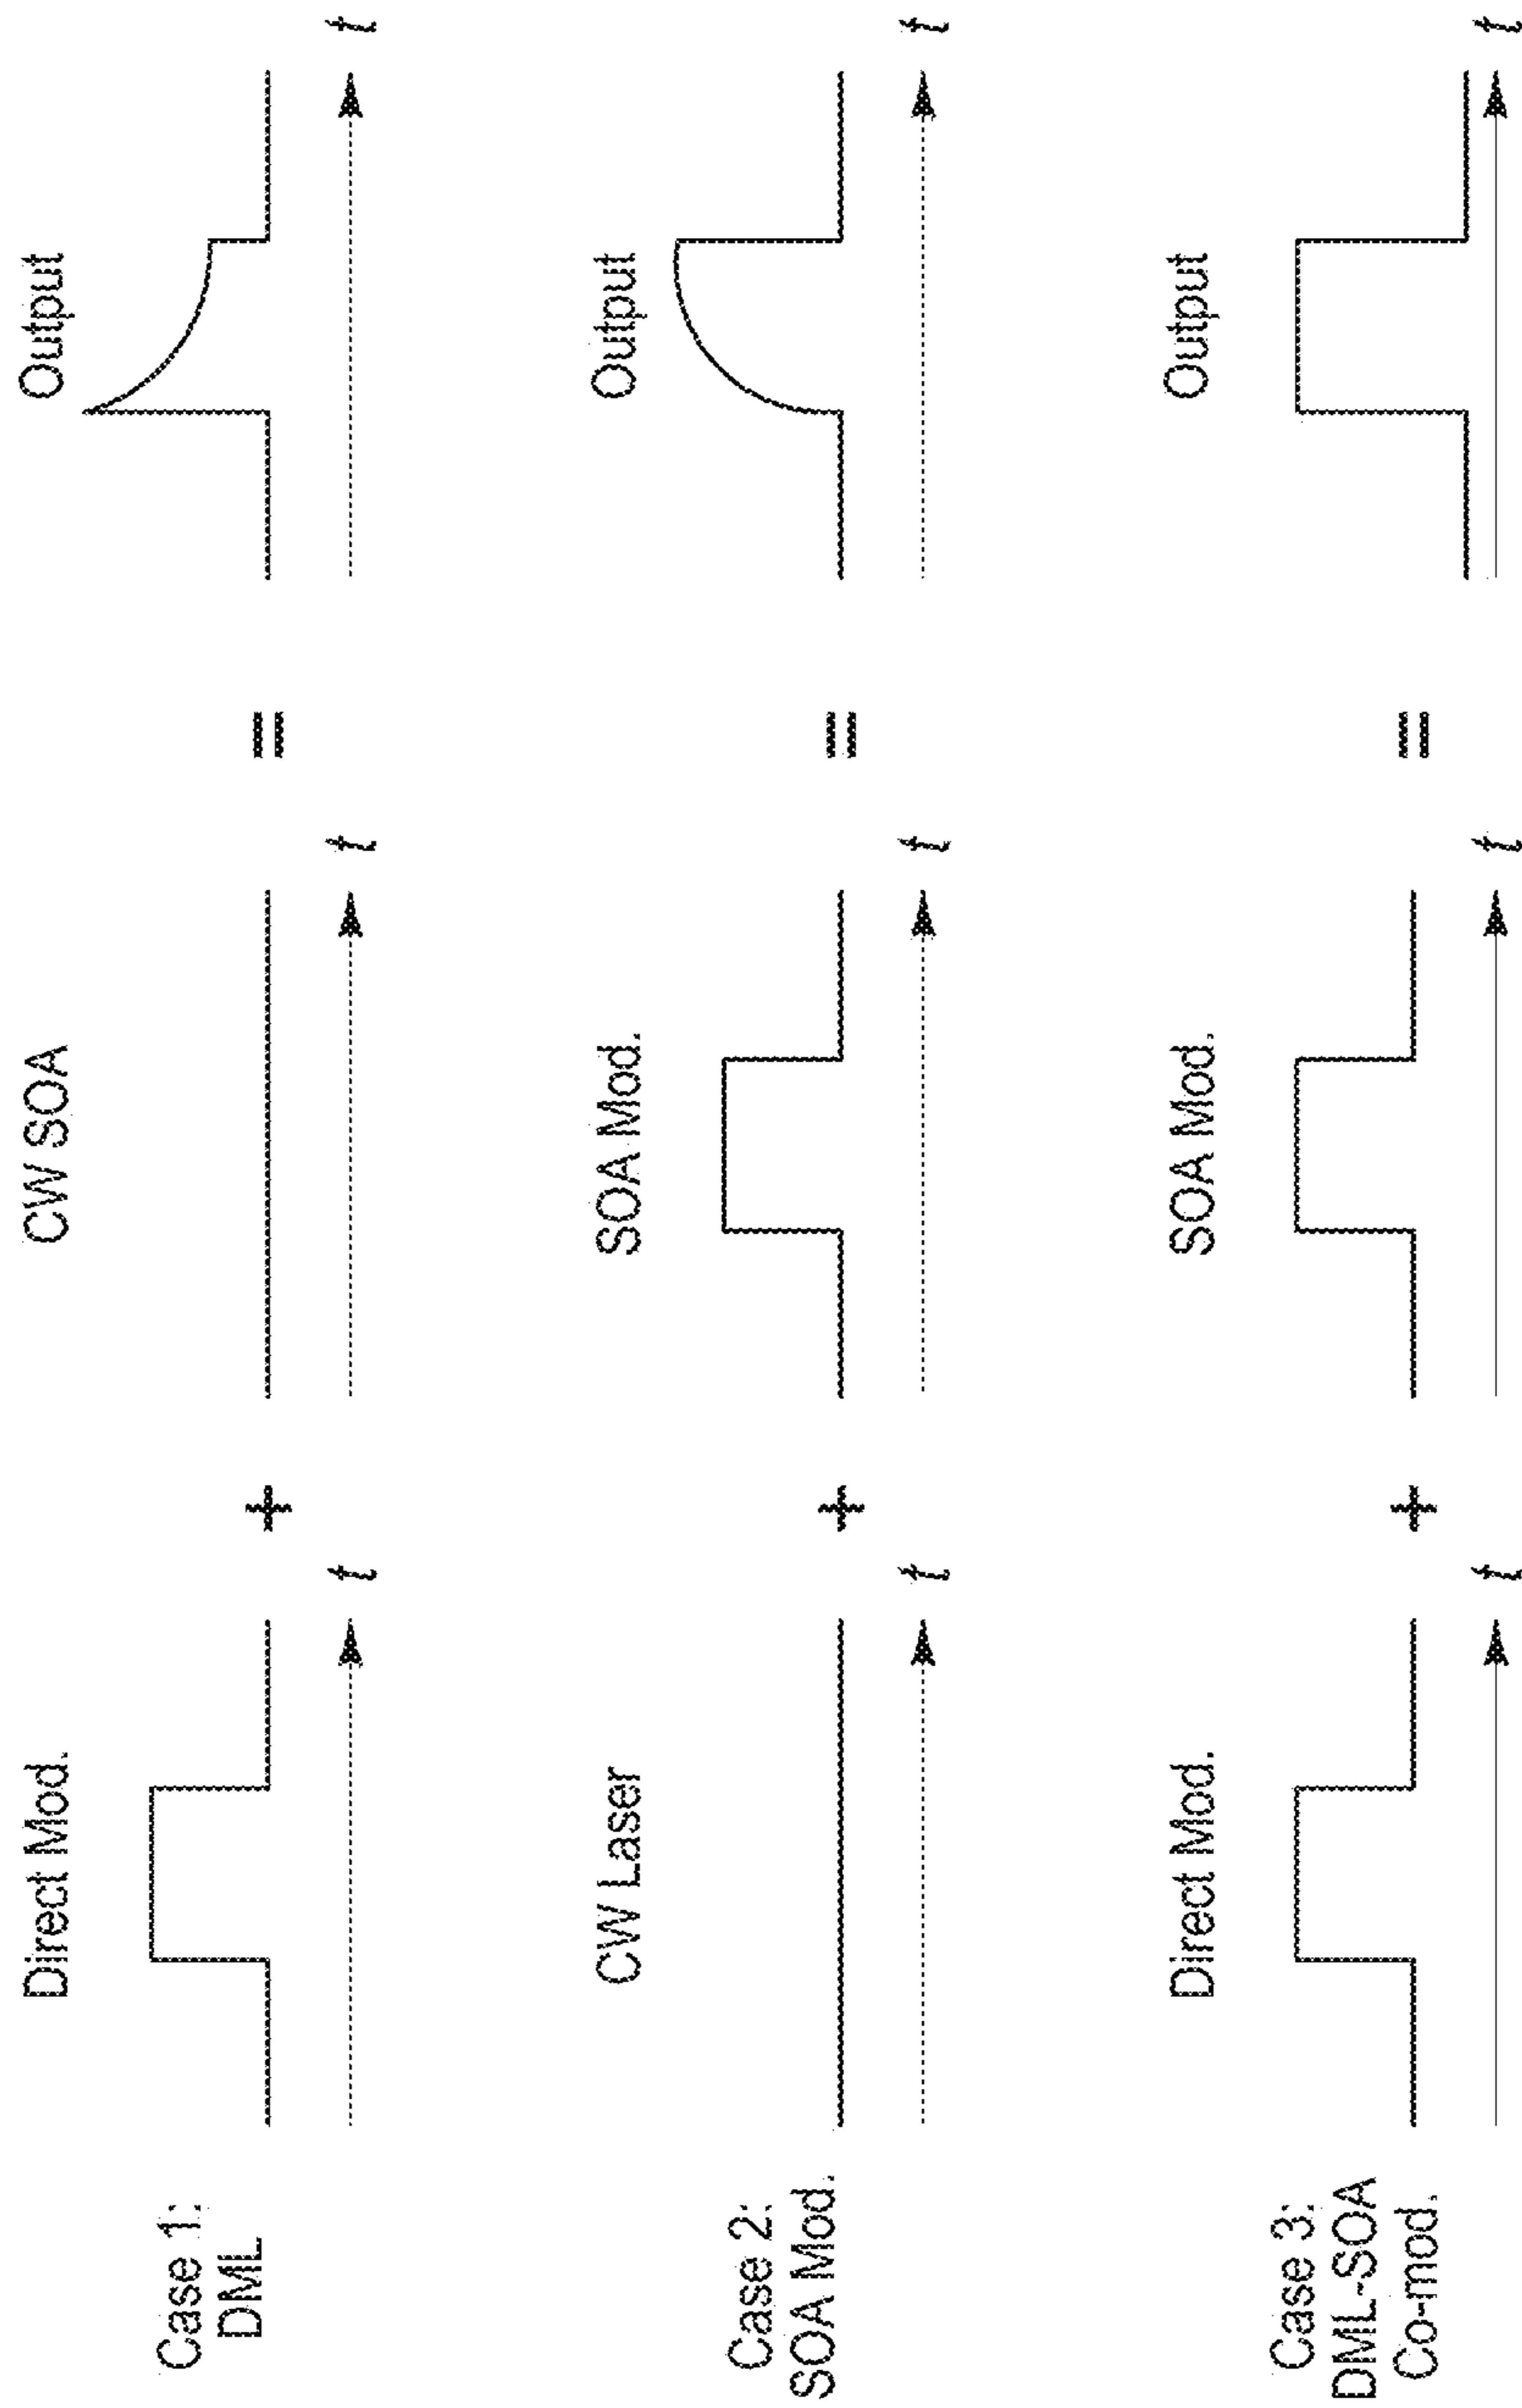 Case 1:
DML
Direct Mod.
t
+
CW SOA
t
=
Output
t
Case 2:
SOA Mod.
CW Laser
t
+
SOA Mod.
t
=
Output
t
Case 3:
DML-SOA
Co-mod.
Direct Mod.
t
+
SOA Mod.
t
=
Output
t